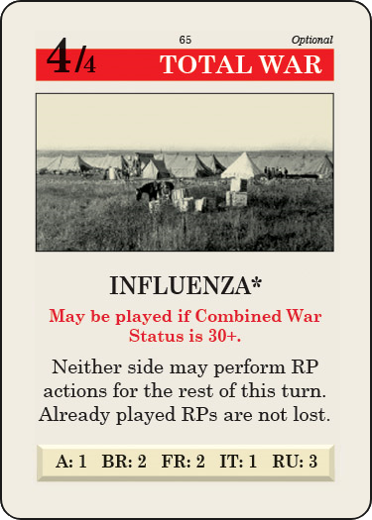 65
Optional
4/4
TOTAL WAR
INFLUENZA*
May be played if Combined War
Status is 30+.
Neither side may perform RP
actions for the rest of this turn.
Already played RPs are not lost.
A: 1 BR: 2 FR: 2 IT: 1 RU: 3